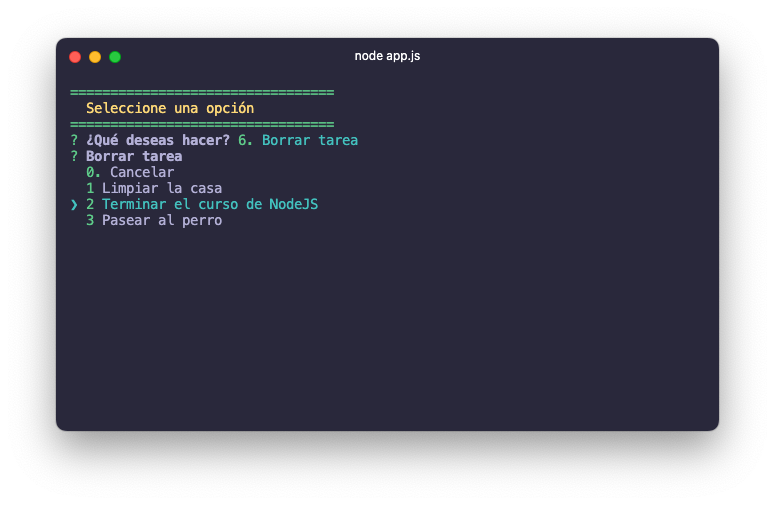 node app.js
=================================
Seleccione una opción
=================================
? ¿Qué deseas hacer? 6. Borrar tarea
? Borrar tarea
0. Cancelar
1 Limpiar la casa
❯ 2 Terminar el curso de NodeJS
3 Pasear al perro